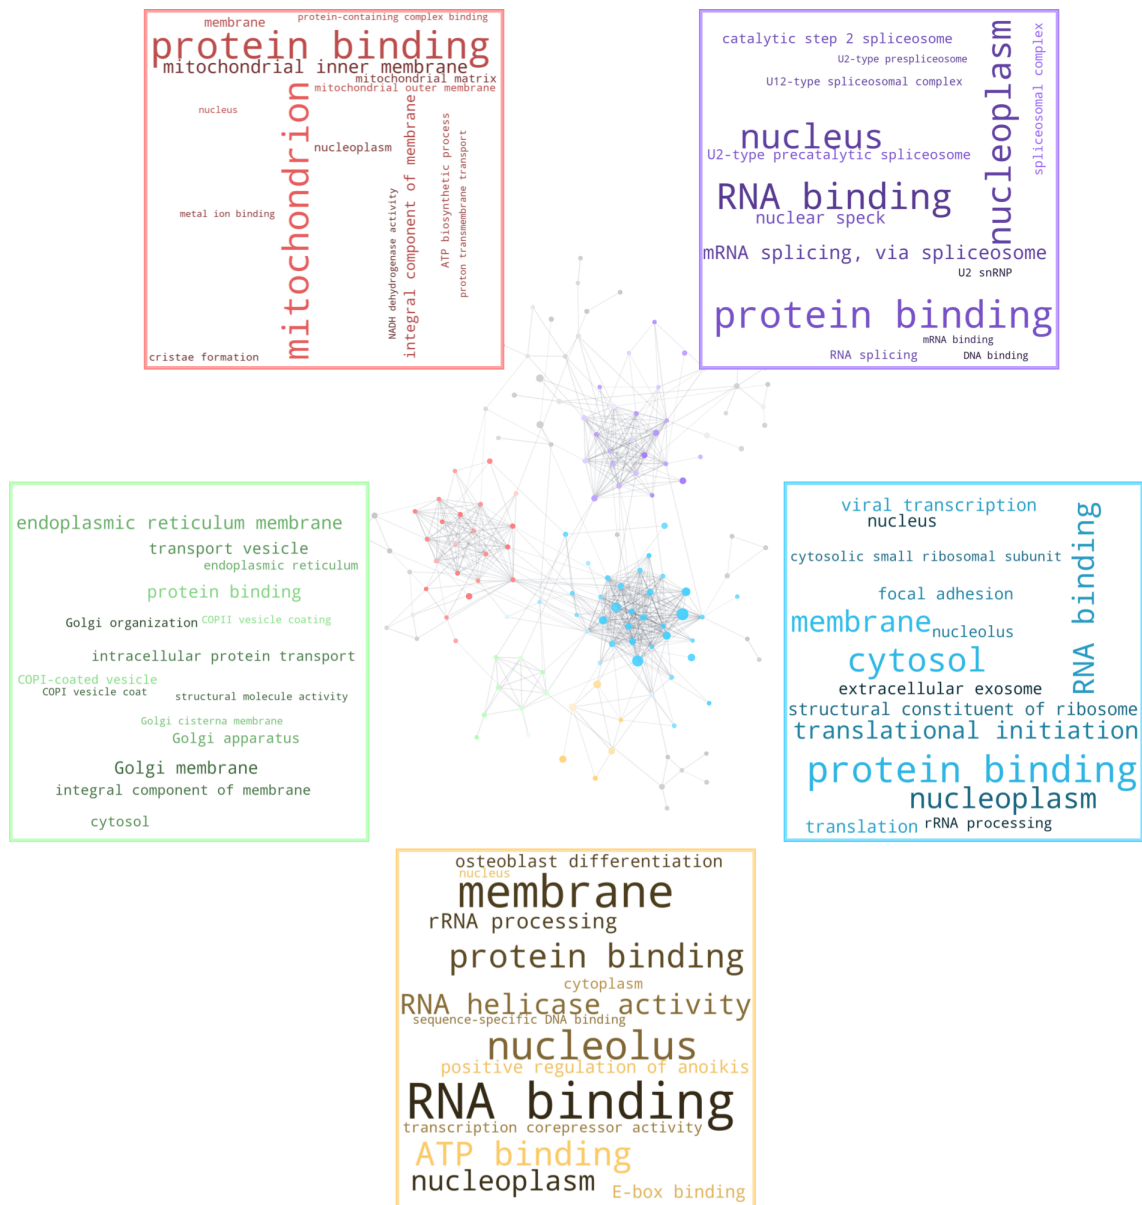 protein-containing complex binding
membrane
protein binding
mitochondrial inner membrane
mitochondrial matrix
mitochondrial outer membrane
mitochondrion
nucleus
nucleoplasm
integral component of membrane
ATP biosynthetic process
proton transmembrane transport
NADH dehydrogenase activity
metal ion binding
cristae formation
catalytic step 2 spliceosome
U2-type prespliceosome
U12-type spliceosomal complex
nucleoplasm
spliceosomal complex
nucleus
U2-type precatalytic spliceosome
RNA binding
nuclear speck
mRNA splicing, via spliceosome
U2 snRNP
protein binding
mRNA binding
RNA splicing
DNA binding
endoplasmic reticulum membrane
transport vesicle
endoplasmic reticulum
protein binding
Golgi organization
COPII vesicle coating
intracellular protein transport
COPI-coated vesicle
COPI vesicle coat
structural molecule activity
Golgi cisterna membrane
Golgi apparatus
Golgi membrane
integral component of membrane
cytosol
viral transcription
nucleus
RNA binding
cytosolic small ribosomal subunit
focal adhesion
membrane
nucleolus
cytosol
extracellular exosome
structural constituent of ribosome
translational initiation
protein binding
nucleoplasm
translation
rRNA processing
osteoblast differentiation
nucleus
membrane
rRNA processing
protein binding
cytoplasm
RNA helicase activity
sequence-specific DNA binding
nucleolus
positive regulation of anoikis
RNA binding
transcription corepressor activity
ATP binding
nucleoplasm
E-box binding